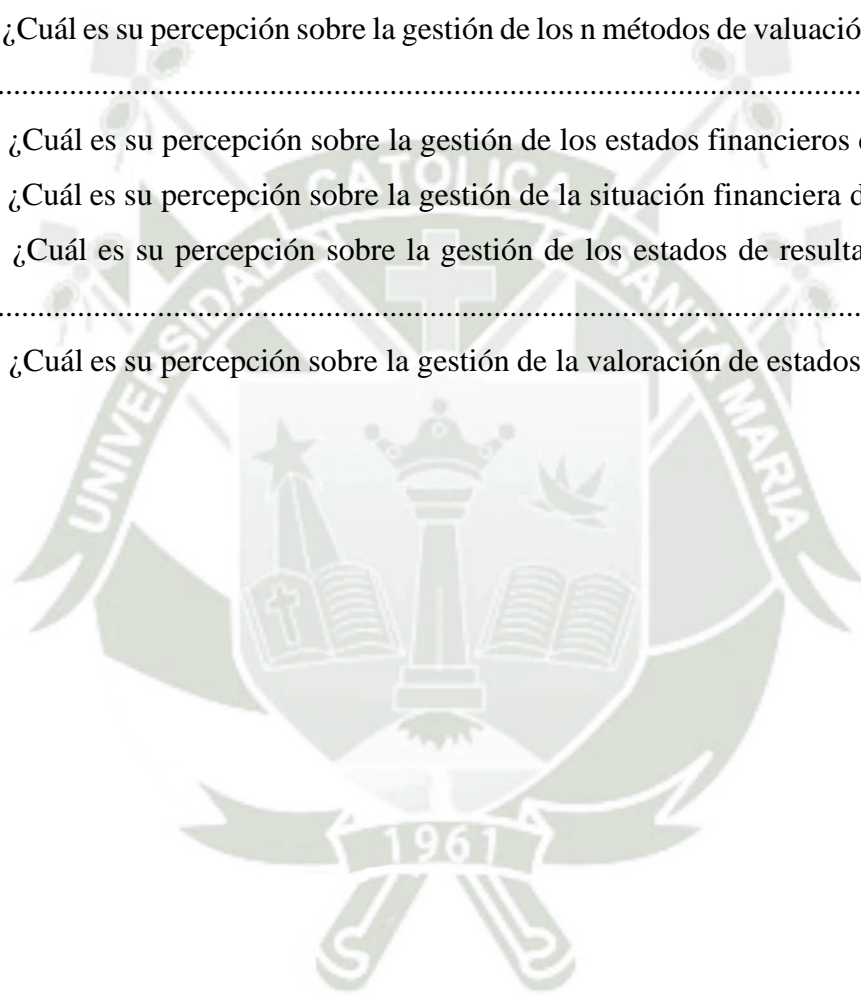 ¿Cuál es su percepción sobre la gestión de los n métodos de valuació
..........................................................................................................
¿Cuál es su percepción sobre la gestión de los estados financieros
¿Cuál es su percepción sobre la gestión de la situación financiera d
¿Cuál es su percepción sobre la gestión de los estados de resulta
..........................................................................................................
¿Cuál es su percepción sobre la gestión de la valoración de estados
UNIVERSIDAD CATOLICA SANTA MARIA
1961